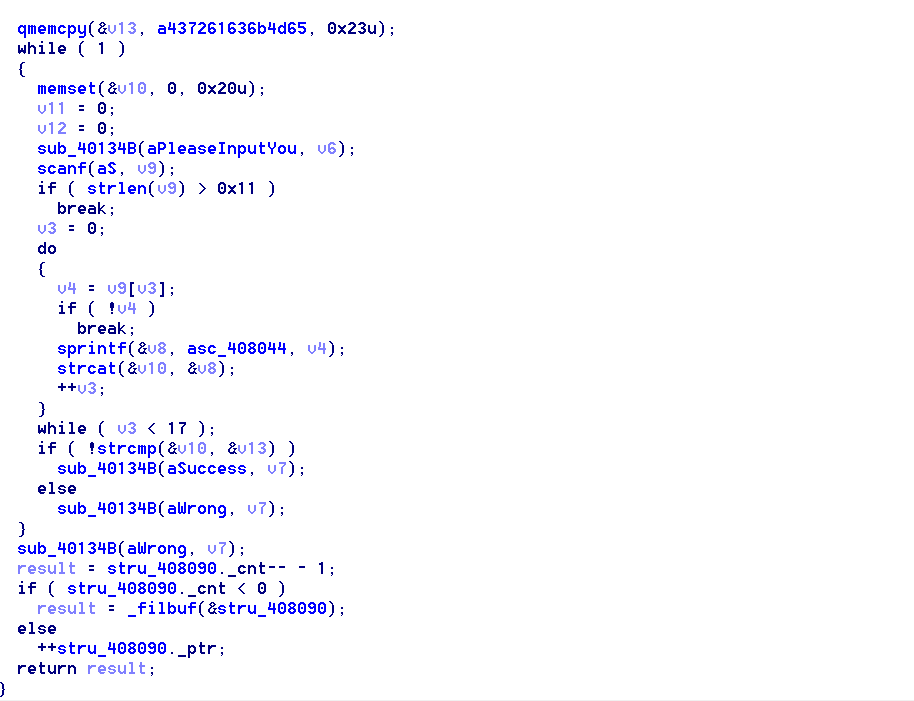 qmemcpy(&v13, a437261636b4d65, 0x23u);
while ( 1 )
{
memset(&v10, 0, 0x20u);
v11 = 0;
v12 = 0;
sub_40134B(aPleaseInputYou, v6);
scanf(aS, v9);
if ( strlen(v9) > 0x11 )
break;
v3 = 0;
do
{
v4 = v9[v3];
if ( !v4 )
break;
sprintf(&v8, asc_408044, v4);
strcat(&v10, &v8);
++v3;
}
while ( v3 < 17 );
if ( !strcmp(&v10, &v13) )
sub_40134B(aSuccess, v7);
else
sub_40134B(aWrong, v7);
}
sub_40134B(aWrong, v7);
result = stru_408090._cnt-- - 1;
if ( stru_408090._cnt < 0 )
result = _filbuf(&stru_408090);
else
++stru_408090._ptr;
return result;
}